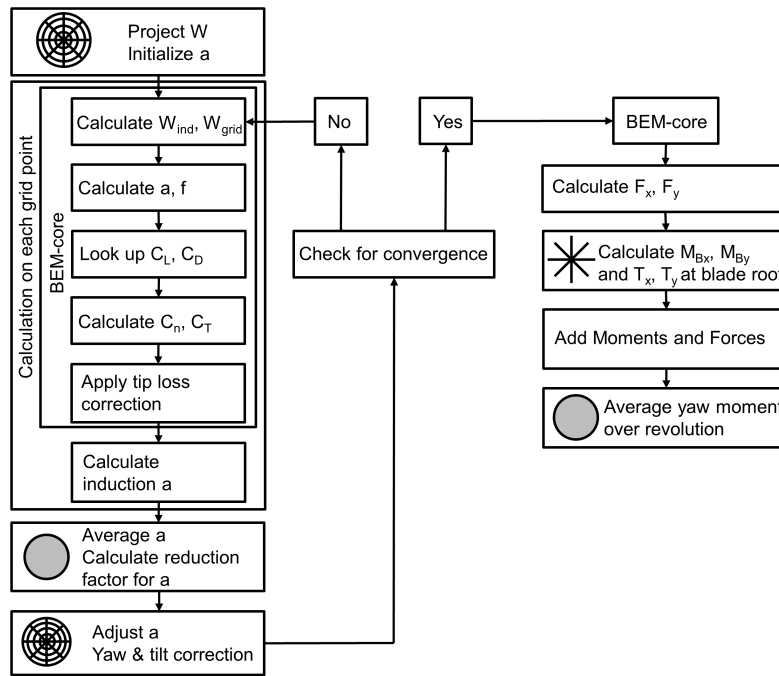 Project W
Initialize a
Calculation on each grid point
BEM-core
Calculate W_ind, W_grid
Calculate a, f
Look up C_L, C_D
Calculate C_n, C_T
Apply tip loss
correction
Calculate
induction a
Average a
Calculate reduction
factor for a
Adjust a
Yaw & tilt correction
No
Yes
Check for convergence
BEM-core
Calculate F_x, F_y
Calculate M_Bx, M_By
and T_x, T_y at blade root
Add Moments and Forces
Average yaw moment
over revolution